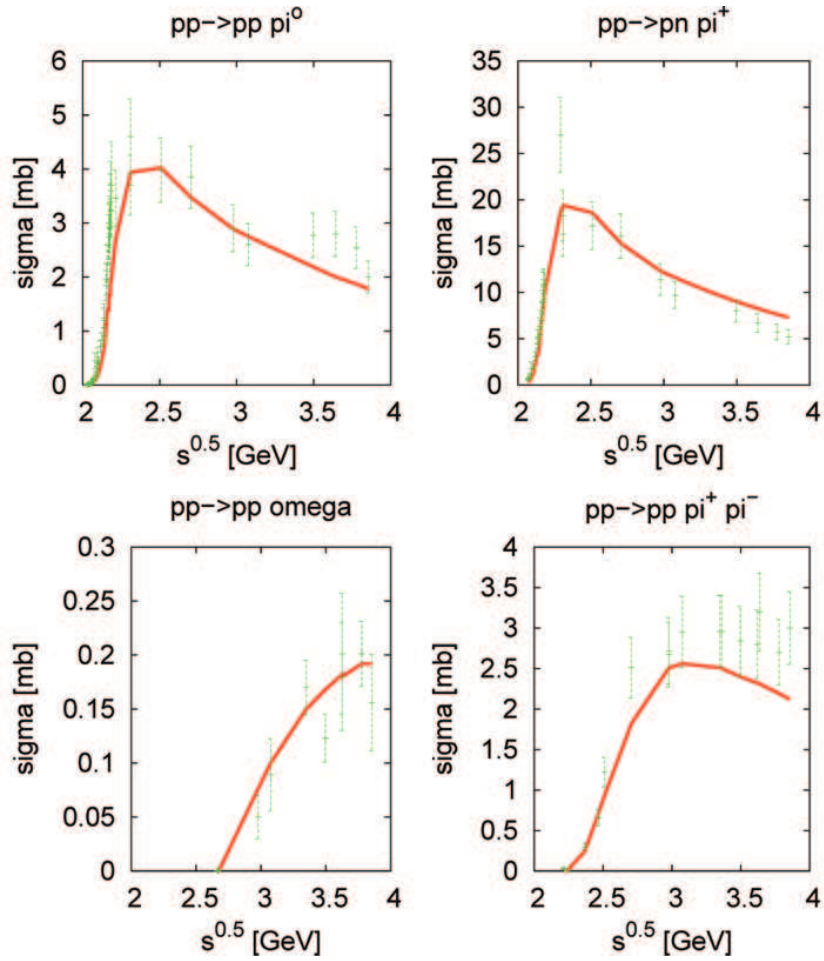 pp->pp pi⁰
6
5
4
3
2
1
0
sigma [mb]
2 2.5 3 3.5 4
s^0.5 [GeV]
pp->pn pi⁺
35
30
25
20
15
10
5
0
sigma [mb]
2 2.5 3 3.5 4
s^0.5 [GeV]
pp->pp omega
0.3
0.25
0.2
0.15
0.1
0.05
0
sigma [mb]
2 2.5 3 3.5 4
s^0.5 [GeV]
pp->pp pi⁺ pi⁻
4
3.5
3
2.5
2
1.5
1
0.5
0
sigma [mb]
2 2.5 3 3.5 4
s^0.5 [GeV]